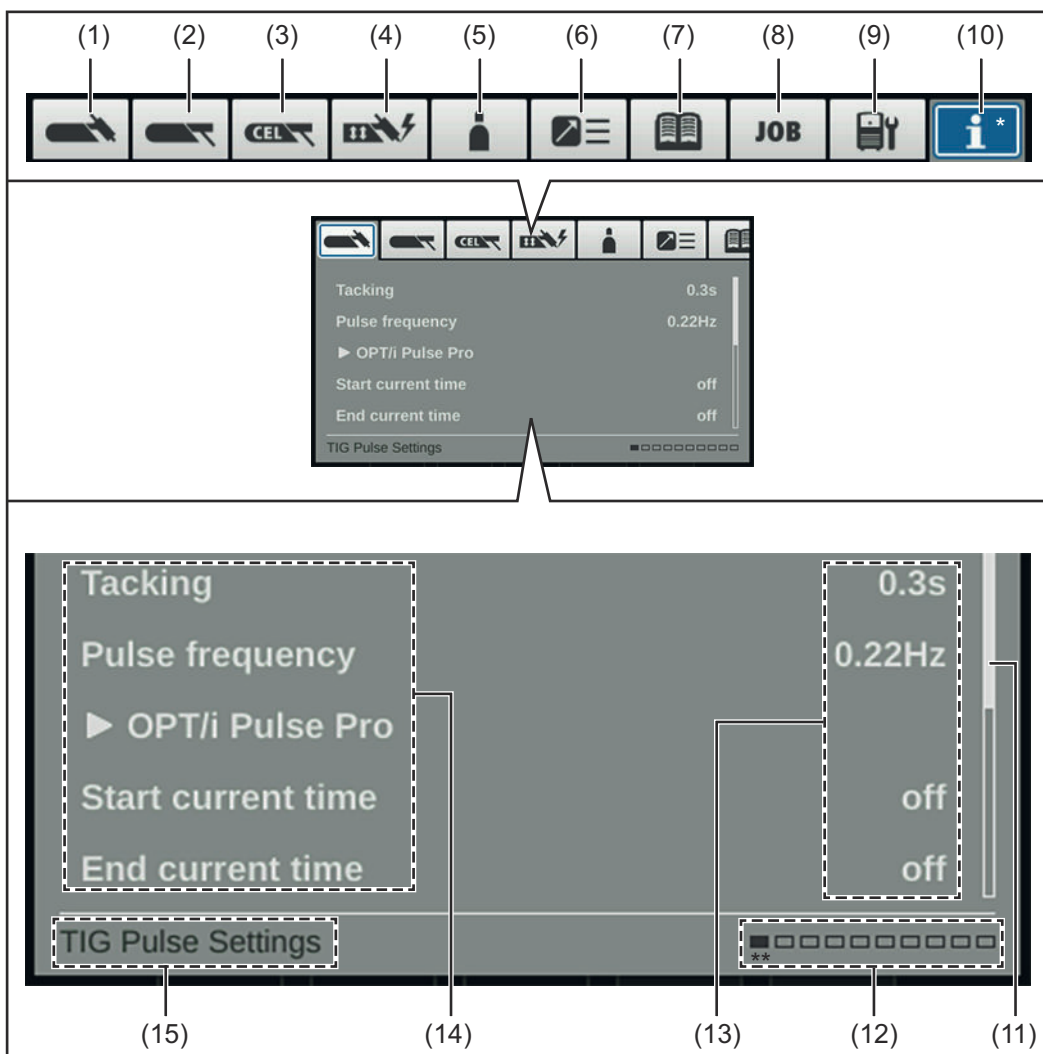 (1) (2) (3) (4) (5) (6) (7) (8) (9) (10)
CEL JOB i *
CEL
Tacking 0.3s
Pulse frequency 0.22Hz
▶ OPT/i Pulse Pro
Start current time off
End current time off
TIG Pulse Settings
Tacking 0.3s
Pulse frequency 0.22Hz
▶ OPT/i Pulse Pro
Start current time off
End current time off
TIG Pulse Settings
**
(15) (14) (13) (12) (11)